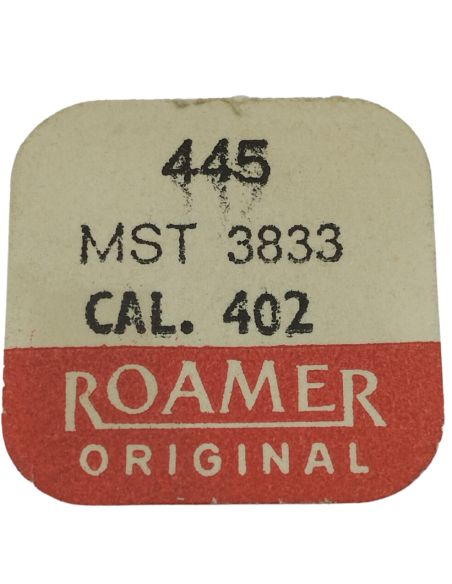 445
MST 3833
CAL. 402
ROAMER
ORIGINAL